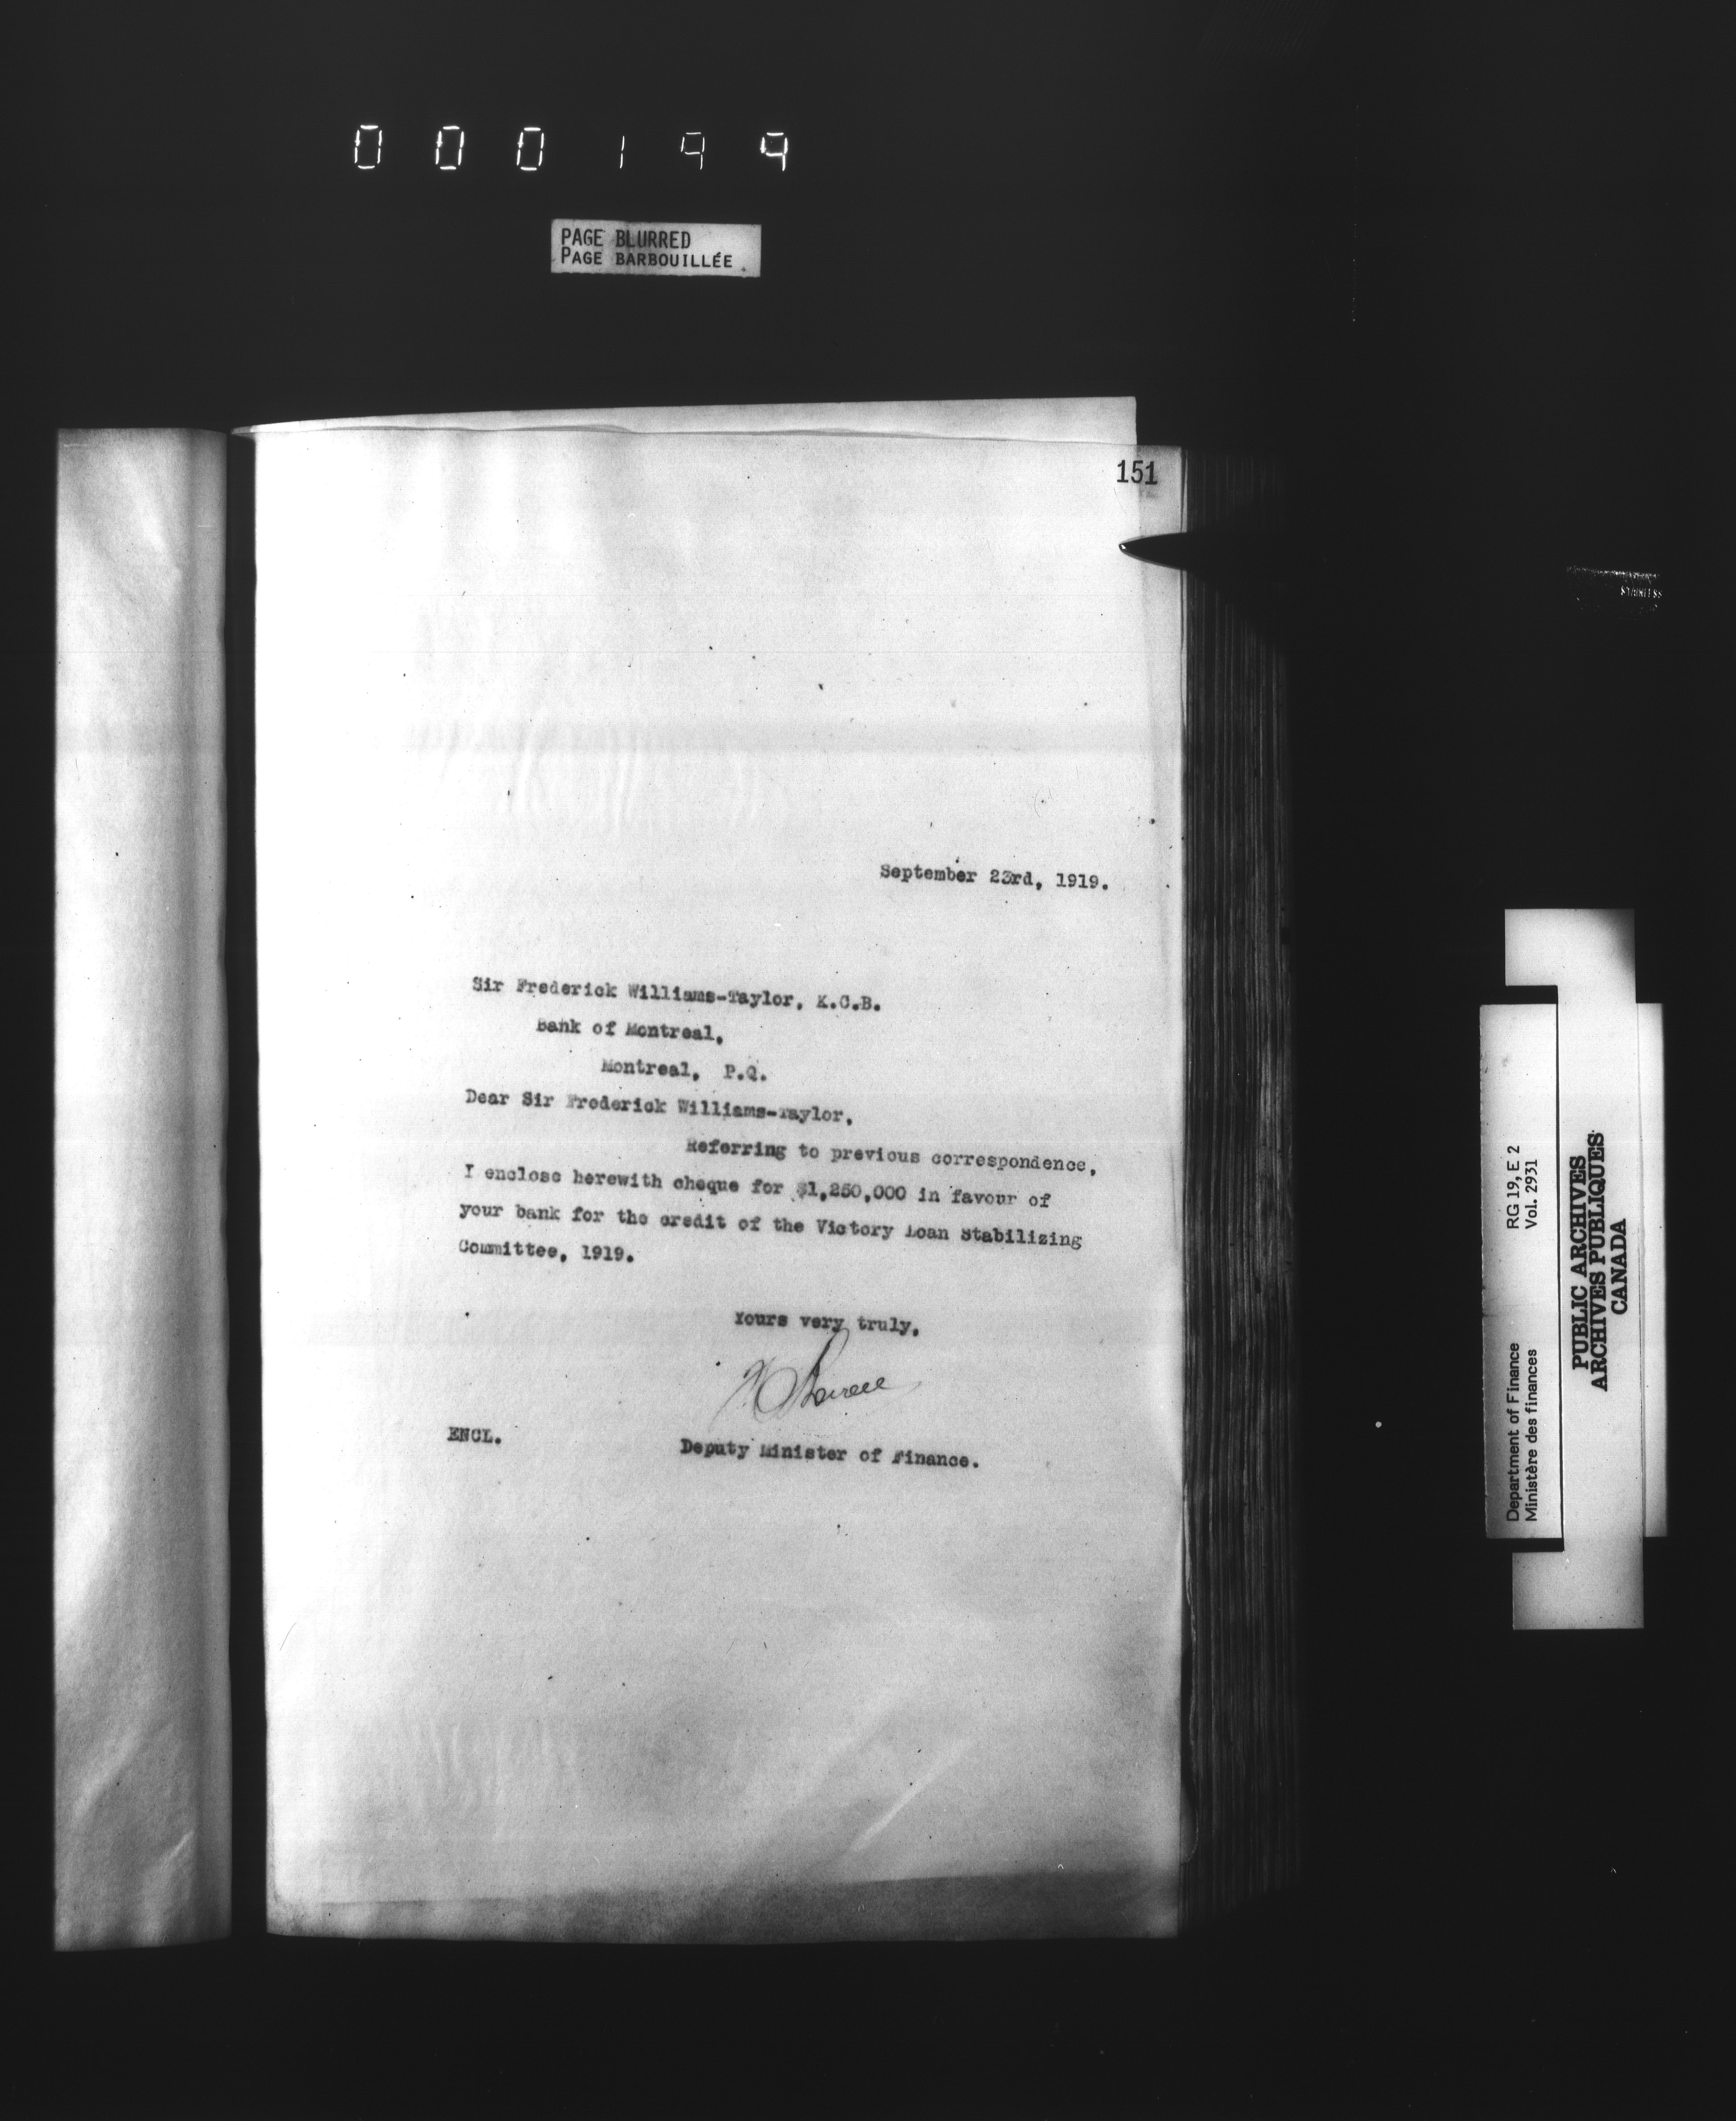 000199
PAGE BLURRED
PAGE BARBOUILLÉE
151
September 23rd, 1919.
Sir Frederick Williams-Taylor, K.C.B.
Bank of Montreal,
Montreal, P.Q.
Dear Sir Frederick Williams-Taylor,
Referring to previous correspondence,
I enclose herewith cheque for $1,250,000 in favour of
your bank for the credit of the Victory Loan Stabilizing
Committee, 1919.
Yours very truly,
ENCL.
Deputy Minister of Finance.
Department of Finance RG 19, E 2
Ministère des finances Vol. 2931
PUBLIC ARCHIVES
ARCHIVES PUBLIQUES
CANADA